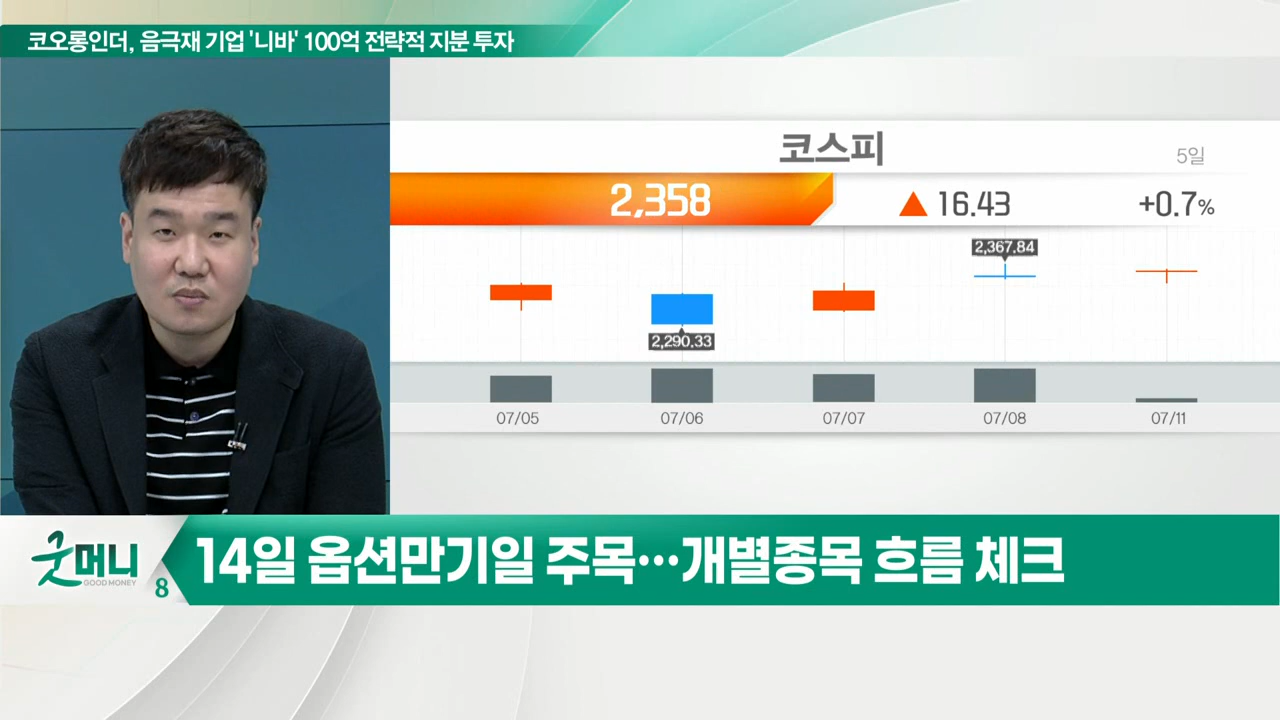 코오롱인더, 음극재 기업 '니바' 100억 전략적 지분 투자
코스피
5일
2,358
▲ 16.43
+0.7%
2,367.84
2,290.33
07/05 07/06 07/07 07/08 07/11
굿머니
GOOD MONEY
8
14일 옵션만기일 주목…개별종목 흐름 체크